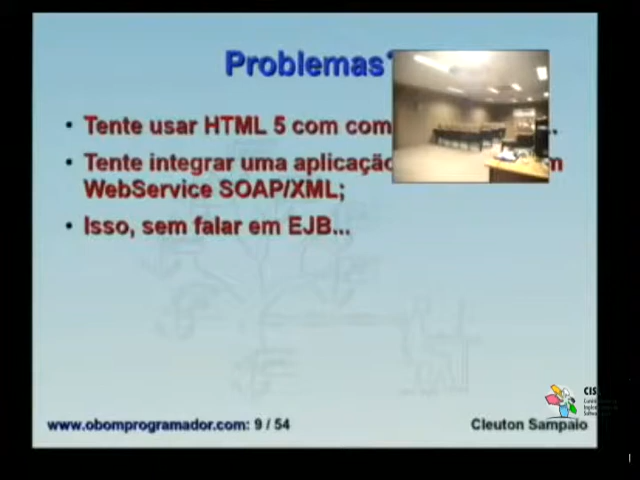 Problemas
• Tente usar HTML 5 com com
• Tente integrar uma aplicação m
WebService SOAP/XML;
• Isso, sem falar em EJB...
CIS
www.obomprogramador.com: 9 / 54
Cleuton Sampaio